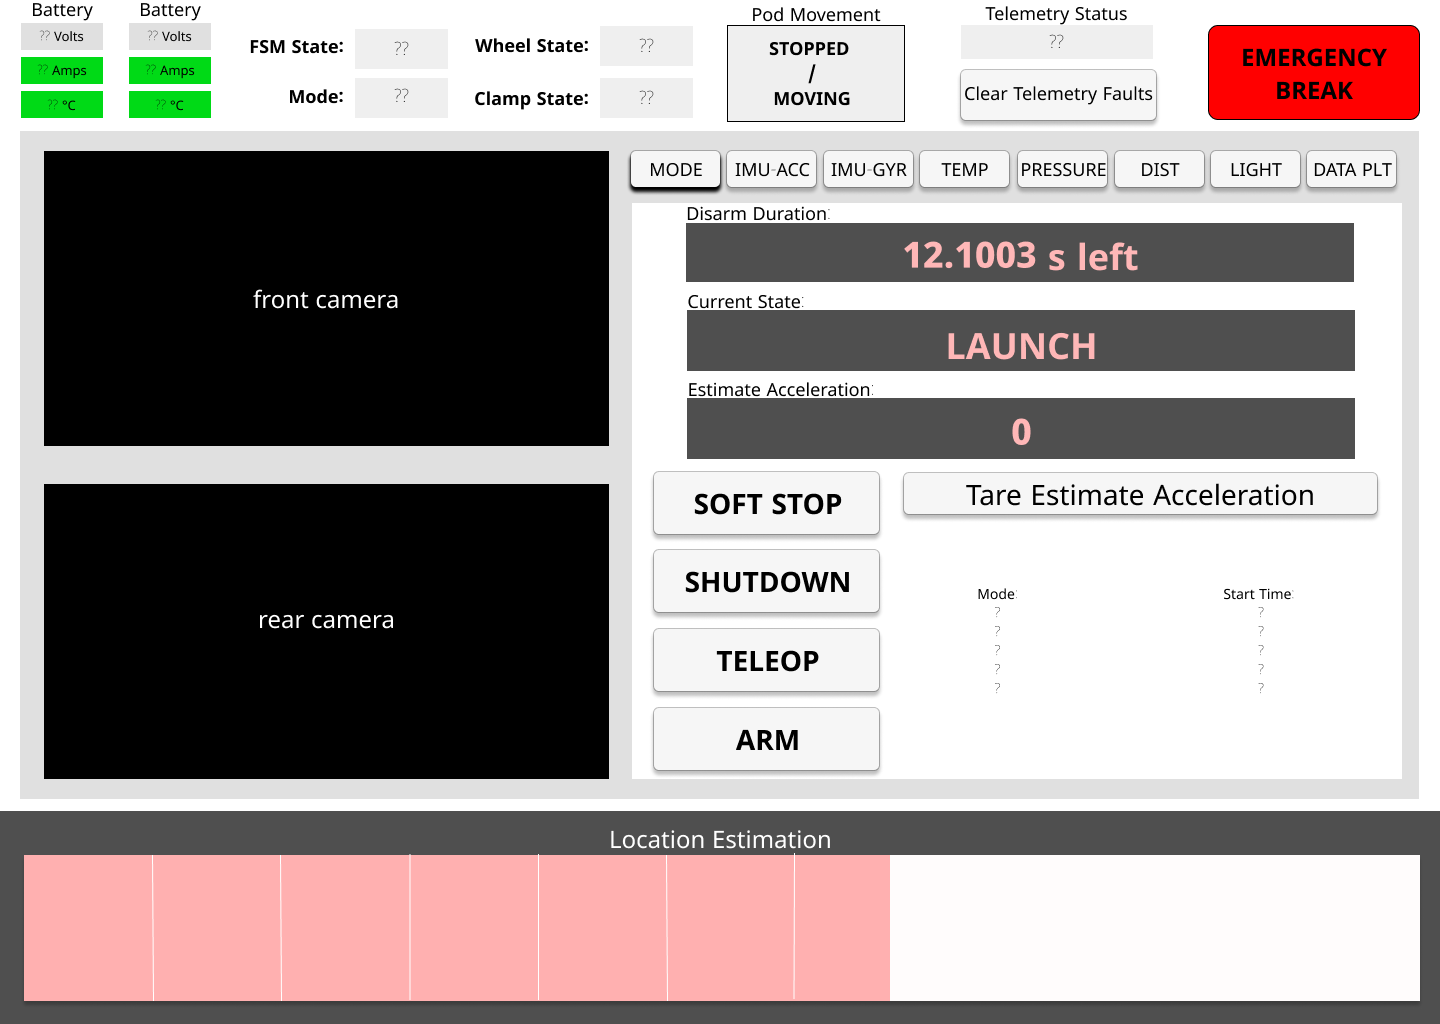 Battery
?? Volts
?? Amps
?? °C
Battery
?? Volts
?? Amps
?? °C
FSM State: ??
Mode: ??
Wheel State: ??
Clamp State: ??
Pod Movement
STOPPED
/
MOVING
Telemetry Status
??
Clear Telemetry Faults
EMERGENCY
BREAK
front camera
rear camera
MODE IMU-ACC IMU-GYR TEMP PRESSURE DIST LIGHT DATA PLT
Disarm Duration:
12.1003 s left
Current State:
LAUNCH
Estimate Acceleration:
0
SOFT STOP
SHUTDOWN
TELEOP
ARM
Tare Estimate Acceleration
Mode: Start Time:
? ?
? ?
? ?
? ?
? ?
Location Estimation